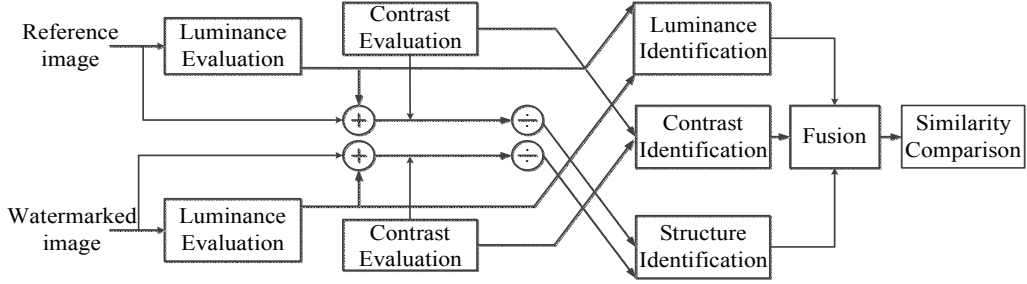 Reference
image
Luminance
Evaluation
Contrast
Evaluation
Luminance
Identification
+
÷
Contrast
Identification
Fusion
Similarity
Comparison
+
÷
Watermarked
image
Luminance
Evaluation
Contrast
Evaluation
Structure
Identification